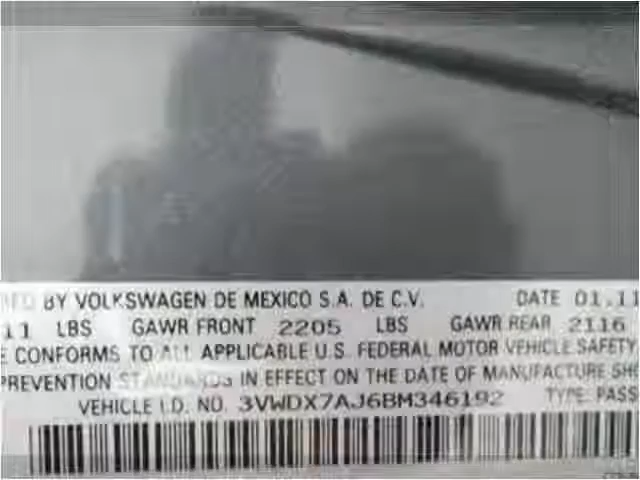 BY VOLKSWAGEN DE MEXICO S.A. DE C.V. DATE 01.11
11 LBS GAWR FRONT 2205 LBS GAWR REAR 2116
E CONFORMS TO ALL APPLICABLE U.S. FEDERAL MOTOR VEHICLE SAFETY
PREVENTION STANDARDS IN EFFECT ON THE DATE OF MANUFACTURE SHO
VEHICLE I.D. NO. 3VWDX7AJ6BM346192 TYPE: PASS